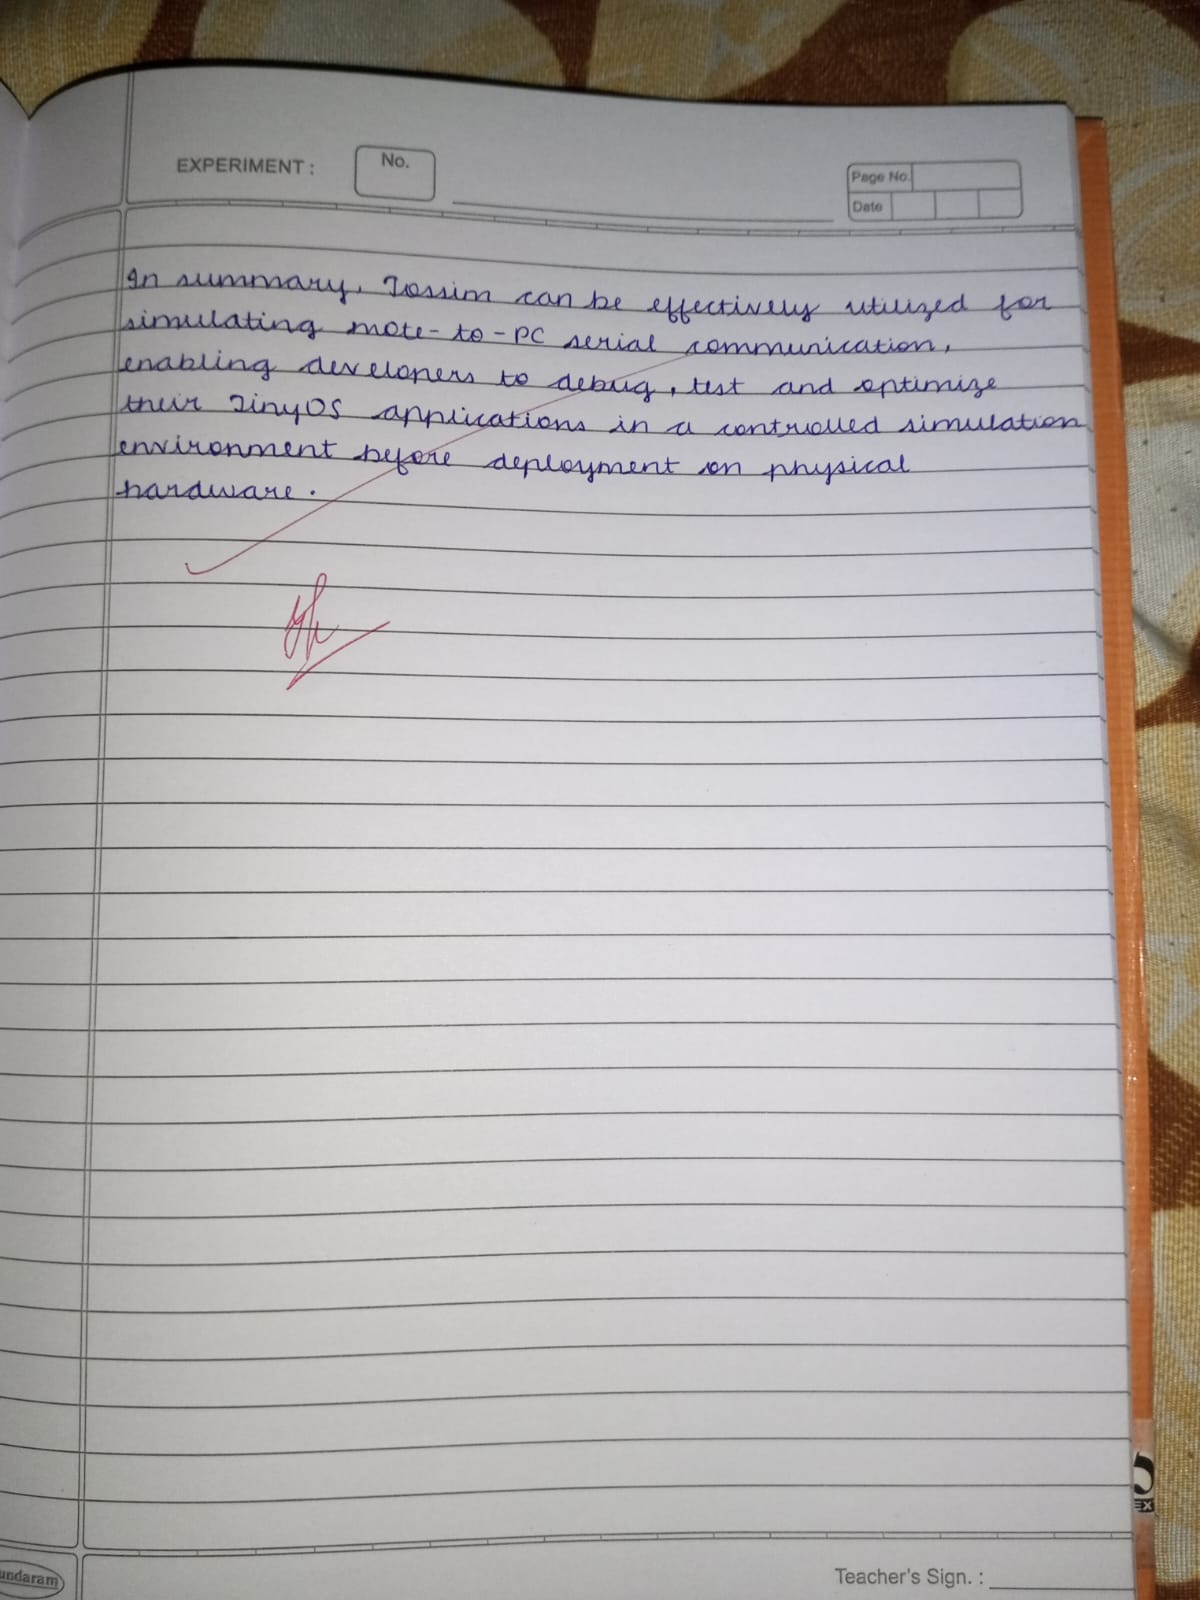 EXPERIMENT :
No.
Page No.
Date
In summary, Tossim can be effectively utilized for
simulating mote-to-PC serial communication,
enabling developers to debug, test and optimize
their TinyOS applications in a controlled simulation
environment before deployment on physical
hardware.
undaram
EX
Teacher's Sign. :